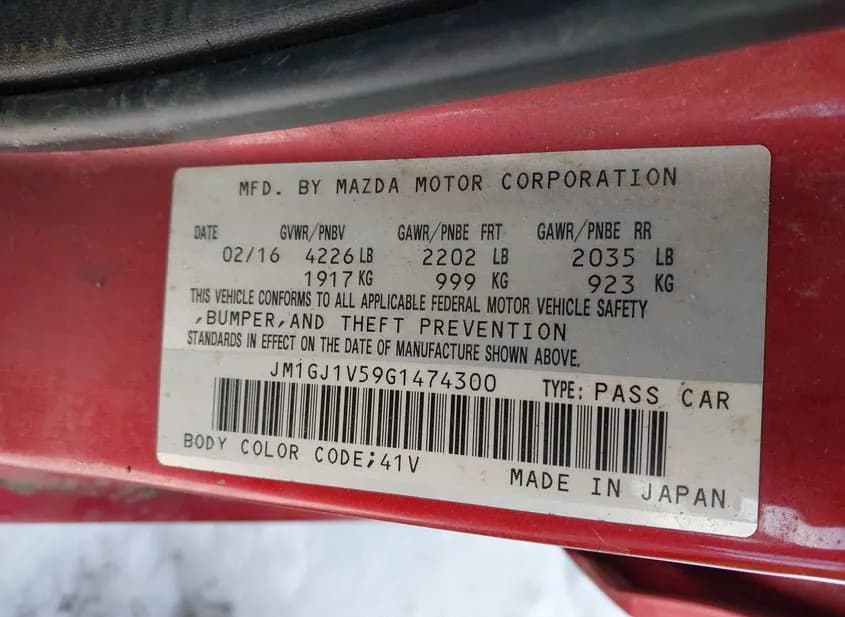 MFD. BY MAZDA MOTOR CORPORATION
DATE GVWR/PNBV GAWR/PNBE FRT GAWR/PNBE RR
02/16 4226 LB 2202 LB 2035 LB
1917 KG 999 KG 923 KG
THIS VEHICLE CONFORMS TO ALL APPLICABLE FEDERAL MOTOR VEHICLE SAFETY
,BUMPER,AND THEFT PREVENTION
STANDARDS IN EFFECT ON THE DATE OF MANUFACTURE SHOWN ABOVE.
JM1GJ1V59G1474300 TYPE: PASS CAR
BODY COLOR CODE;41V
MADE IN JAPAN